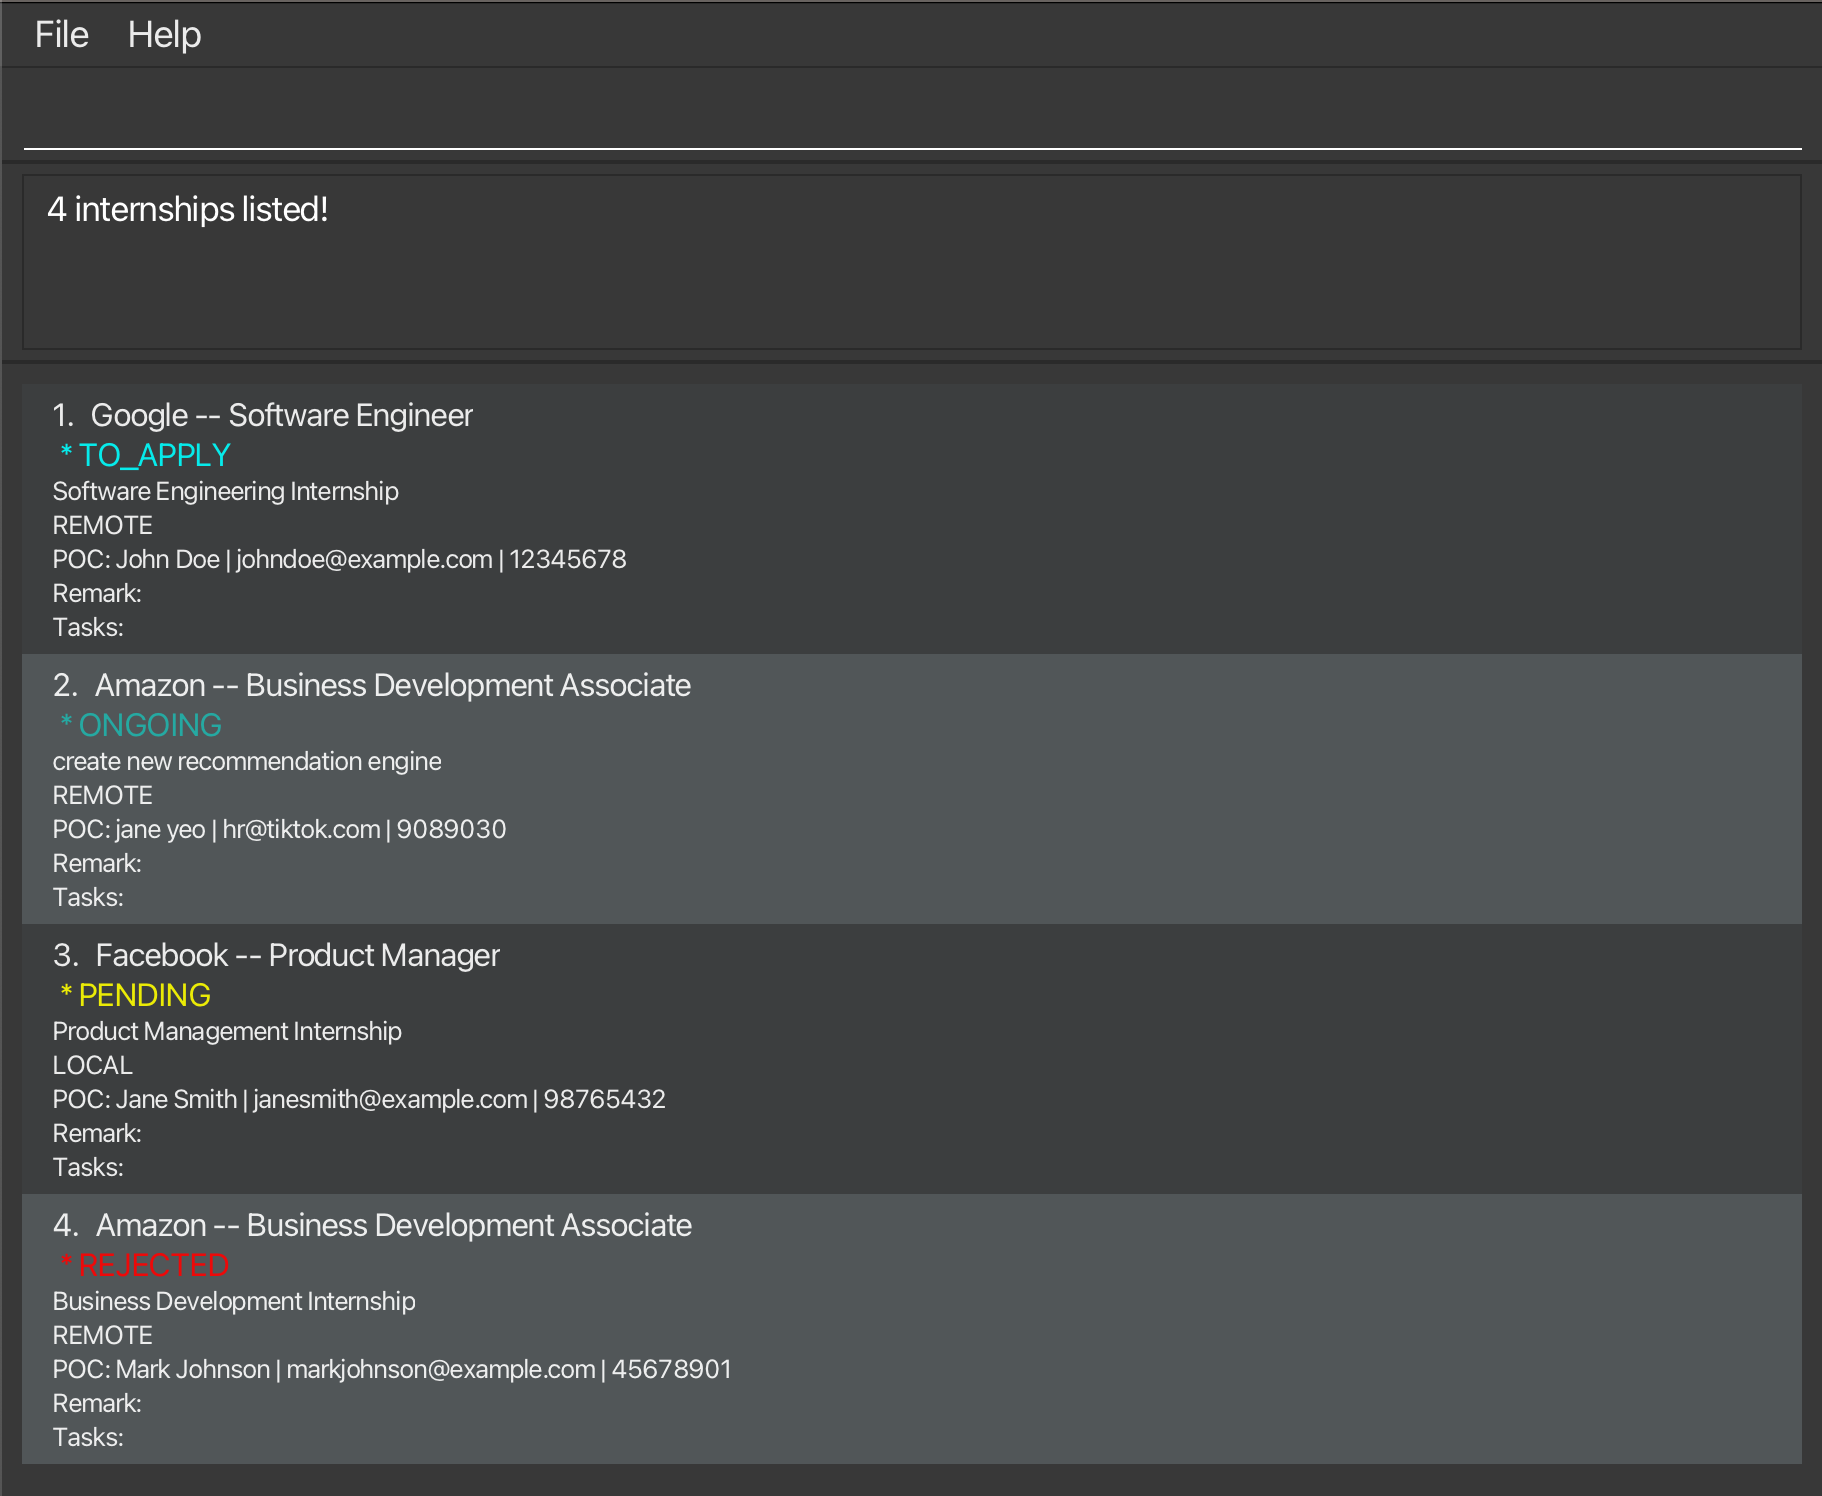 File Help
4 internships listed!
1. Google -- Software Engineer
* TO_APPLY
Software Engineering Internship
REMOTE
POC: John Doe | johndoe@example.com | 12345678
Remark:
Tasks:
2. Amazon -- Business Development Associate
* ONGOING
create new recommendation engine
REMOTE
POC: jane yeo | hr@tiktok.com | 9089030
Remark:
Tasks:
3. Facebook -- Product Manager
* PENDING
Product Management Internship
LOCAL
POC: Jane Smith | janesmith@example.com | 98765432
Remark:
Tasks:
4. Amazon -- Business Development Associate
* REJECTED
Business Development Internship
REMOTE
POC: Mark Johnson | markjohnson@example.com | 45678901
Remark:
Tasks: